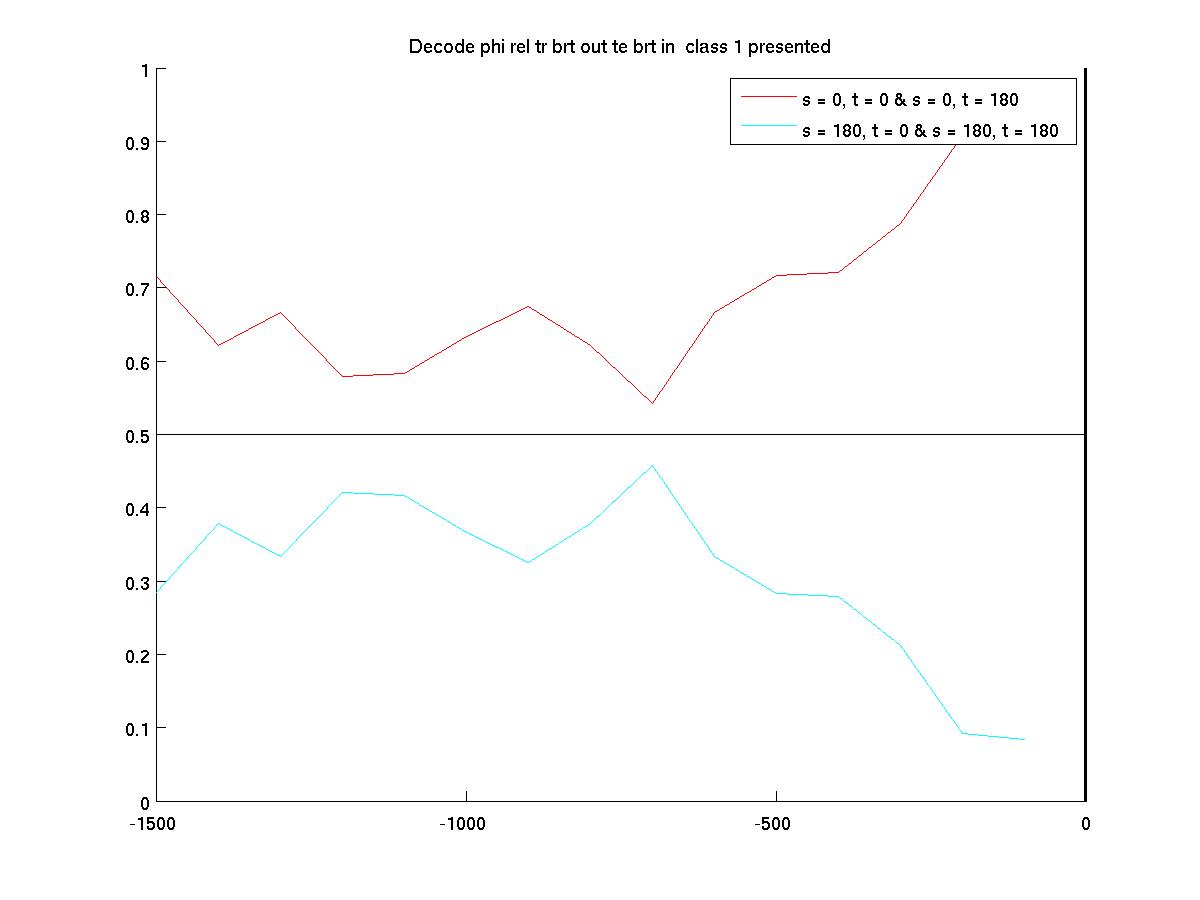 Decode phi rel tr brt out te brt in  class 1 presented
1
s = 0, t = 0 & s = 0, t = 180
s = 180, t = 0 & s = 180, t = 180
0.9
0.8
0.7
0.6
0.5
0.4
0.3
0.2
0.1
0
-1500 -1000 -500 0